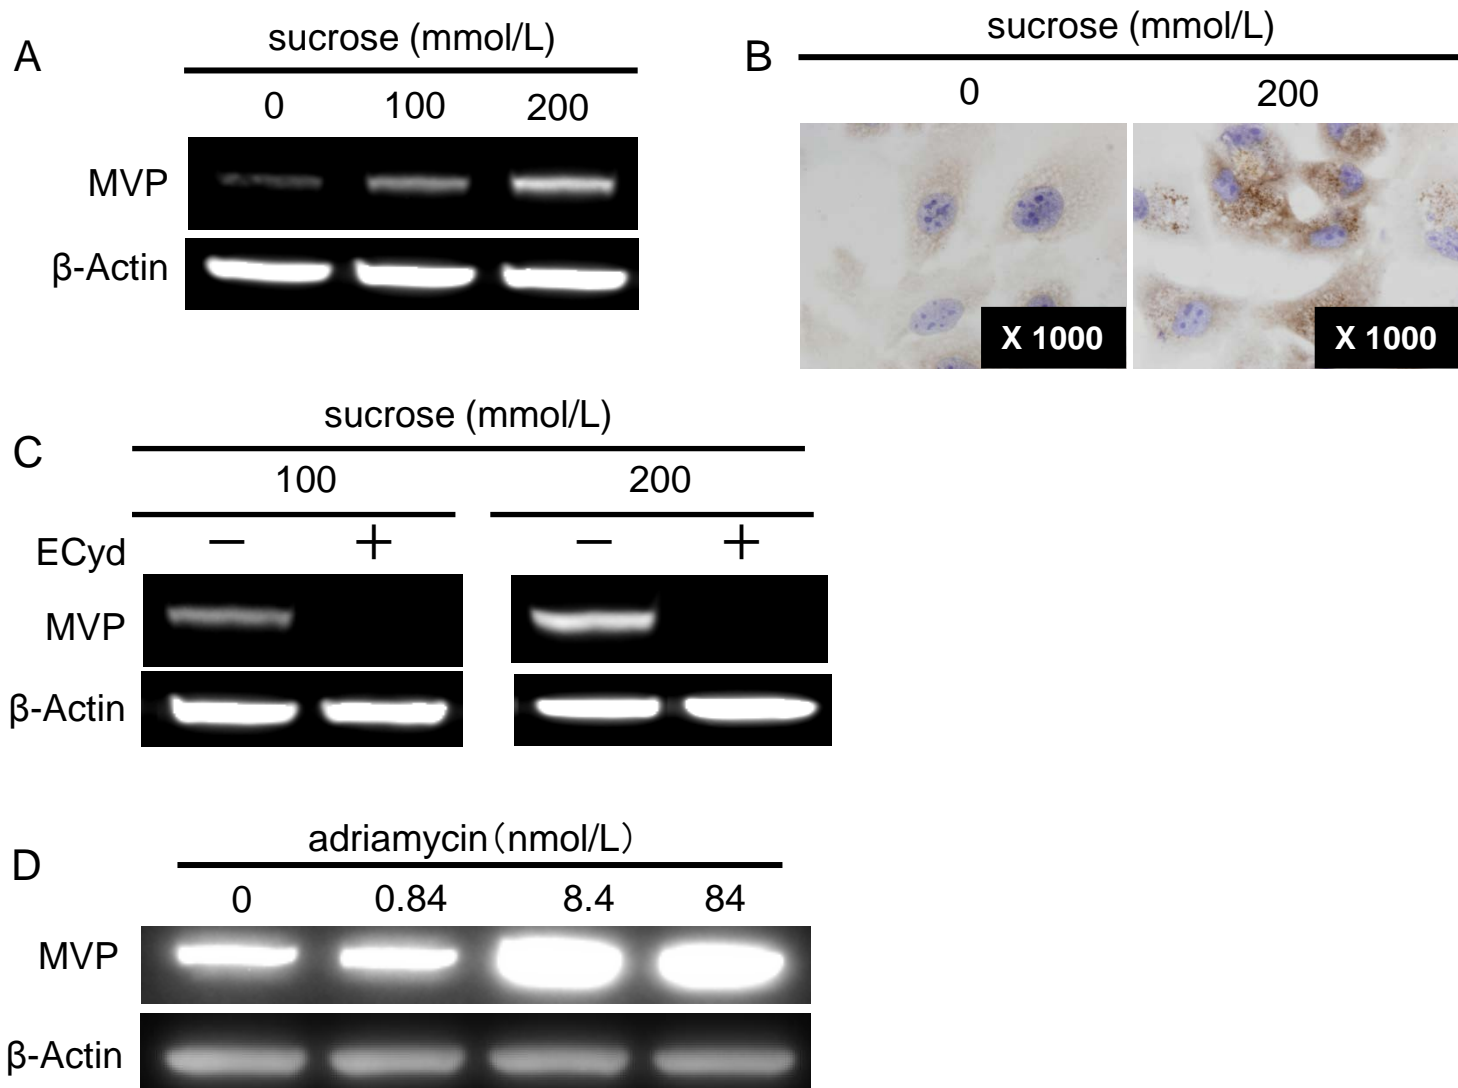 A
sucrose (mmol/L)
0 100 200
MVP
β-Actin
B
sucrose (mmol/L)
0 200
X 1000 X 1000
C
sucrose (mmol/L)
100 200
ECyd － ＋ － ＋
MVP
β-Actin
D
adriamycin（nmol/L）
0 0.84 8.4 84
MVP
β-Actin